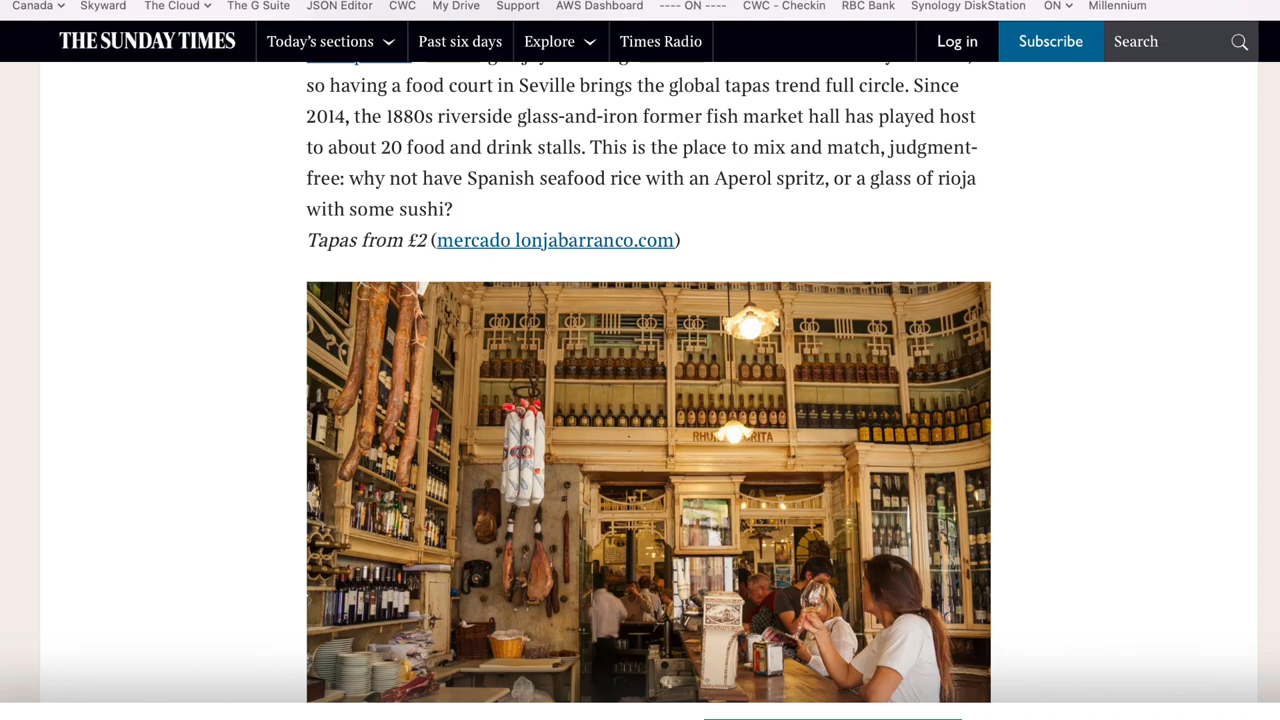 Canada Skyward The Cloud The G Suite JSON Editor CWC My Drive Support AWS Dashboard ---- ON ---- CWC - Checkin RBC Bank Synology DiskStation ON Millennium
THE SUNDAY TIMES Today's sections Past six days Explore Times Radio Log in Subscribe Search
so having a food court in Seville brings the global tapas trend full circle. Since
2014, the 1880s riverside glass-and-iron former fish market hall has played host
to about 20 food and drink stalls. This is the place to mix and match, judgment-
free: why not have Spanish seafood rice with an Aperol spritz, or a glass of rioja
with some sushi?
Tapas from £2 (mercado lonjabarranco.com)